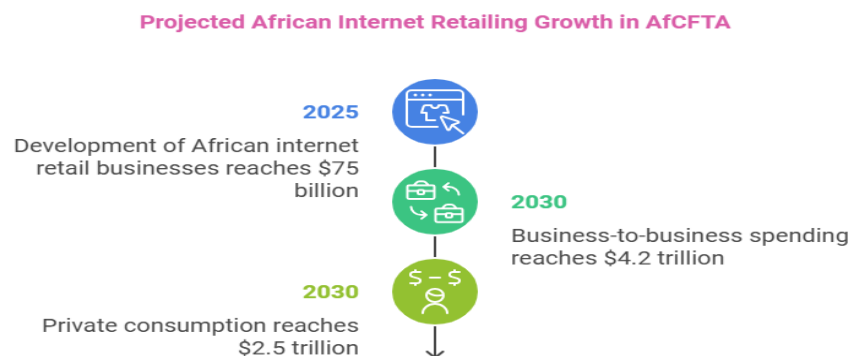 Projected African Internet Retailing Growth in AfCFTA
2025
Development of African internet
retail businesses reaches $75
billion
2030
Business-to-business spending
reaches $4.2 trillion
$ – $
2030
Private consumption reaches
$2.5 trillion